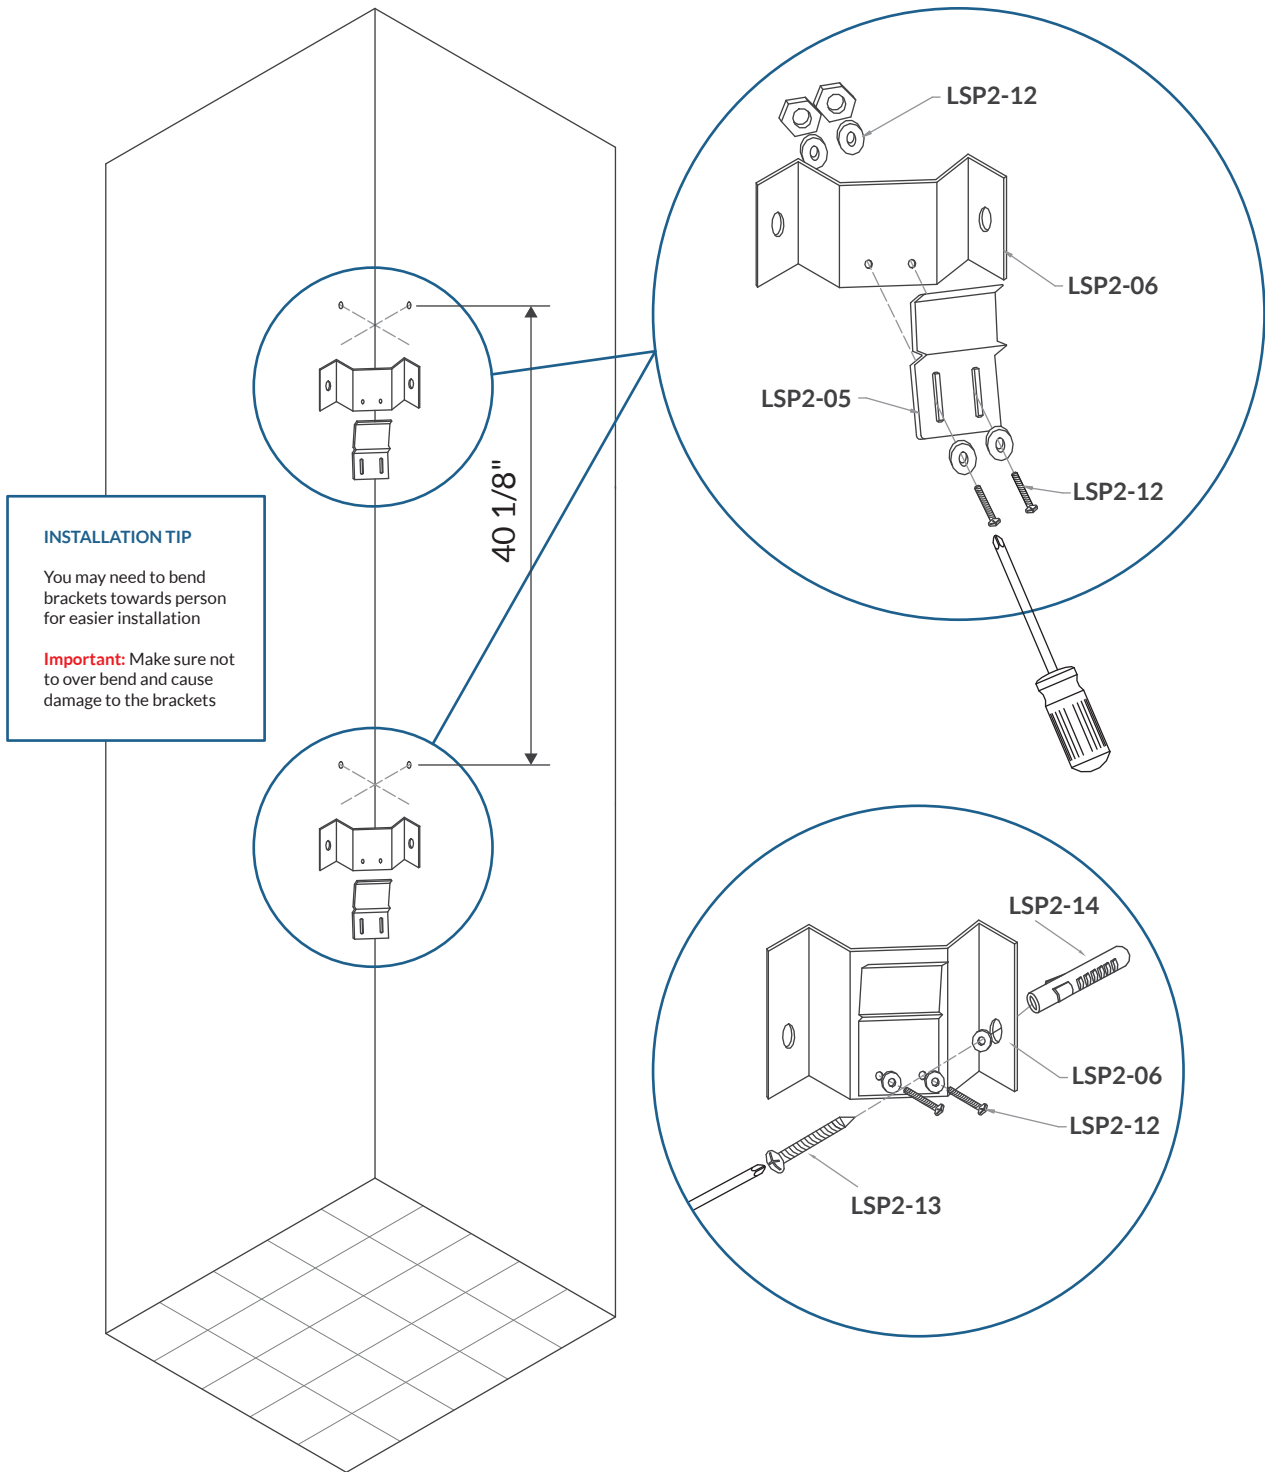 LSP2-12
LSP2-06
LSP2-05
LSP2-12
40 1/8"
INSTALLATION TIP
You may need to bend
brackets towards person
for easier installation
Important: Make sure not
to over bend and cause
damage to the brackets
LSP2-14
LSP2-06
LSP2-12
LSP2-13